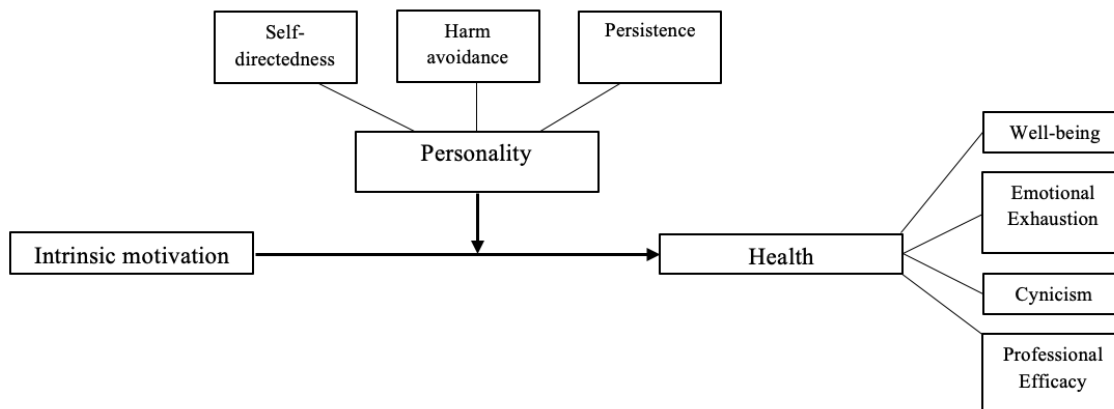 Self-
directedness
Harm
avoidance
Persistence
Personality
Intrinsic motivation
Health
Well-being
Emotional
Exhaustion
Cynicism
Professional
Efficacy